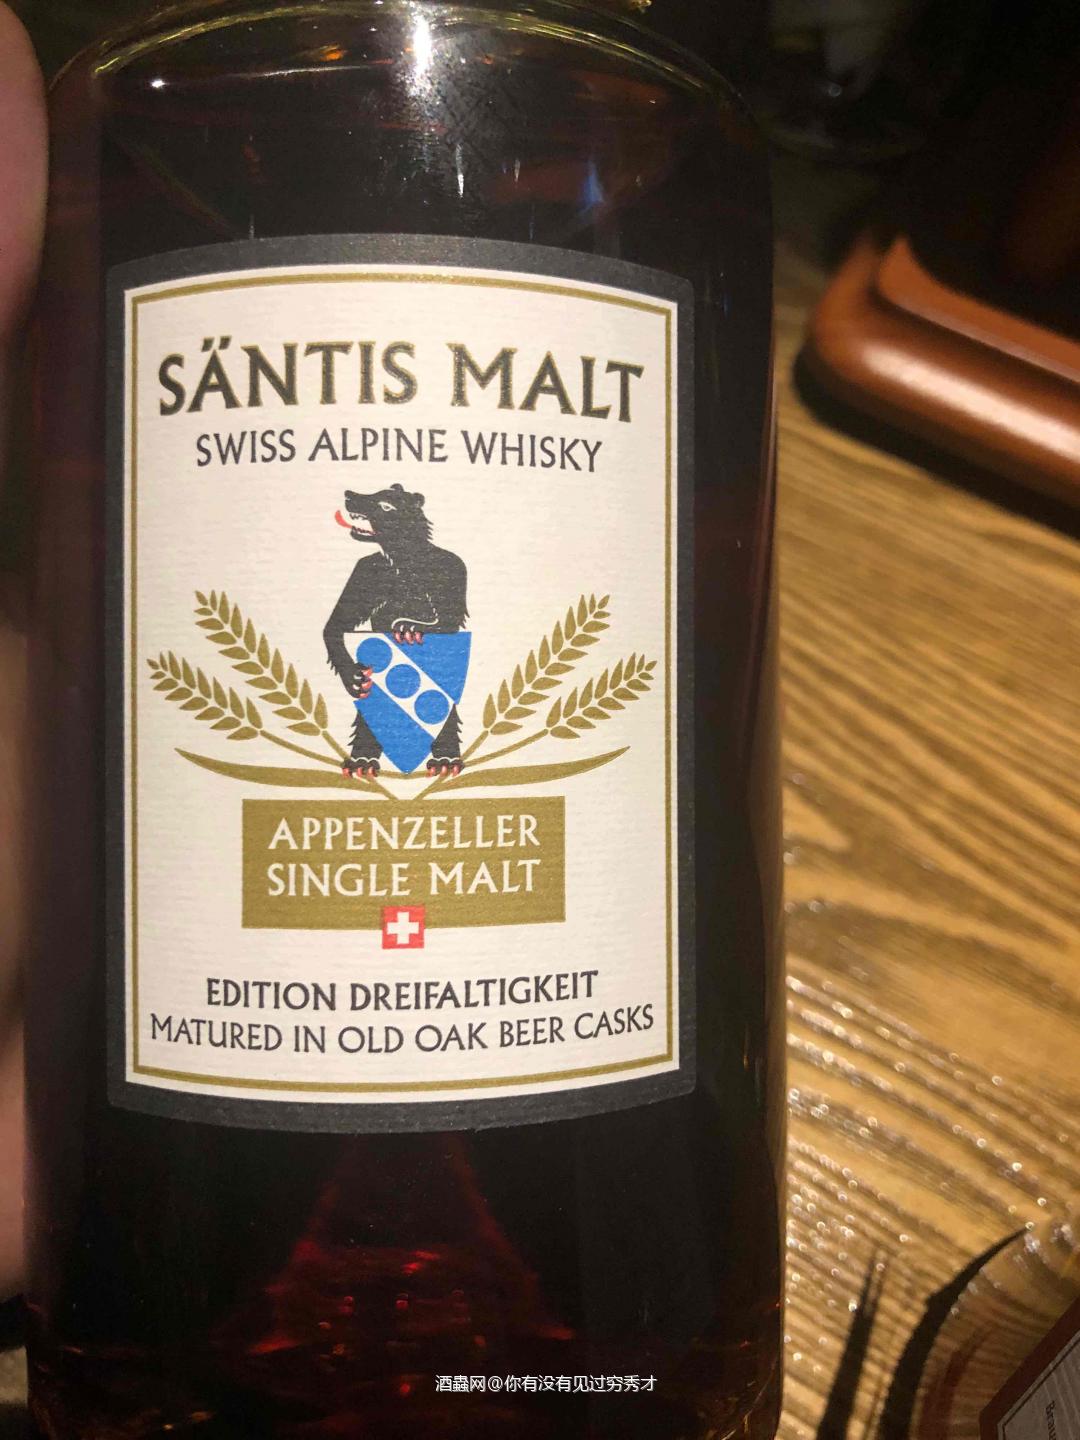 SÄNTIS MALT
SWISS ALPINE WHISKY
APPENZELLER
SINGLE MALT
EDITION DREIFALTIGKEIT
MATURED IN OLD OAK BEER CASKS
酒蟲网@你有没有见过穷秀才